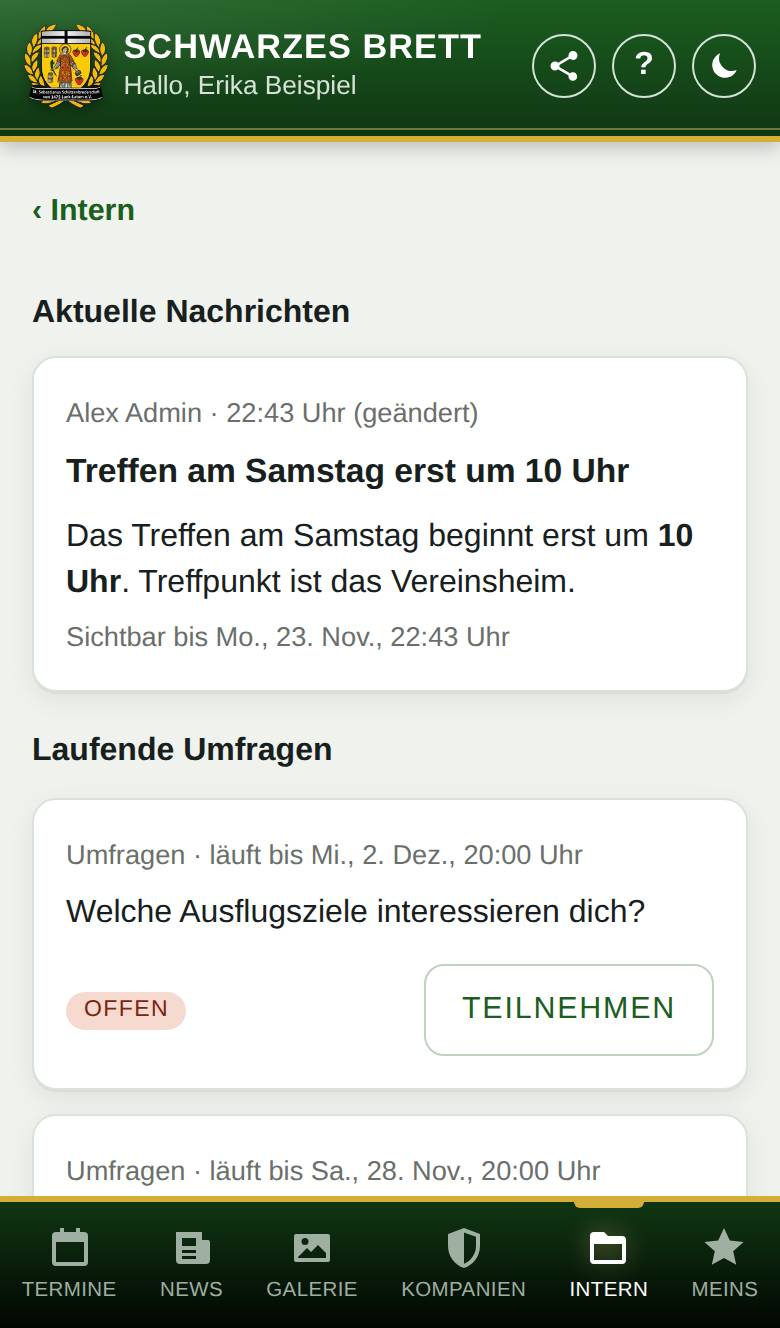 SCHWARZES BRETT
Hallo, Erika Beispiel
?
‹ Intern
Aktuelle Nachrichten
Alex Admin · 22:43 Uhr (geändert)
Treffen am Samstag erst um 10 Uhr
Das Treffen am Samstag beginnt erst um 10
Uhr. Treffpunkt ist das Vereinsheim.
Sichtbar bis Mo., 23. Nov., 22:43 Uhr
Laufende Umfragen
Umfragen · läuft bis Mi., 2. Dez., 20:00 Uhr
Welche Ausflugsziele interessieren dich?
OFFEN
TEILNEHMEN
Umfragen · läuft bis Sa., 28. Nov., 20:00 Uhr
TERMINE
NEWS
GALERIE
KOMPANIEN
INTERN
MEINS